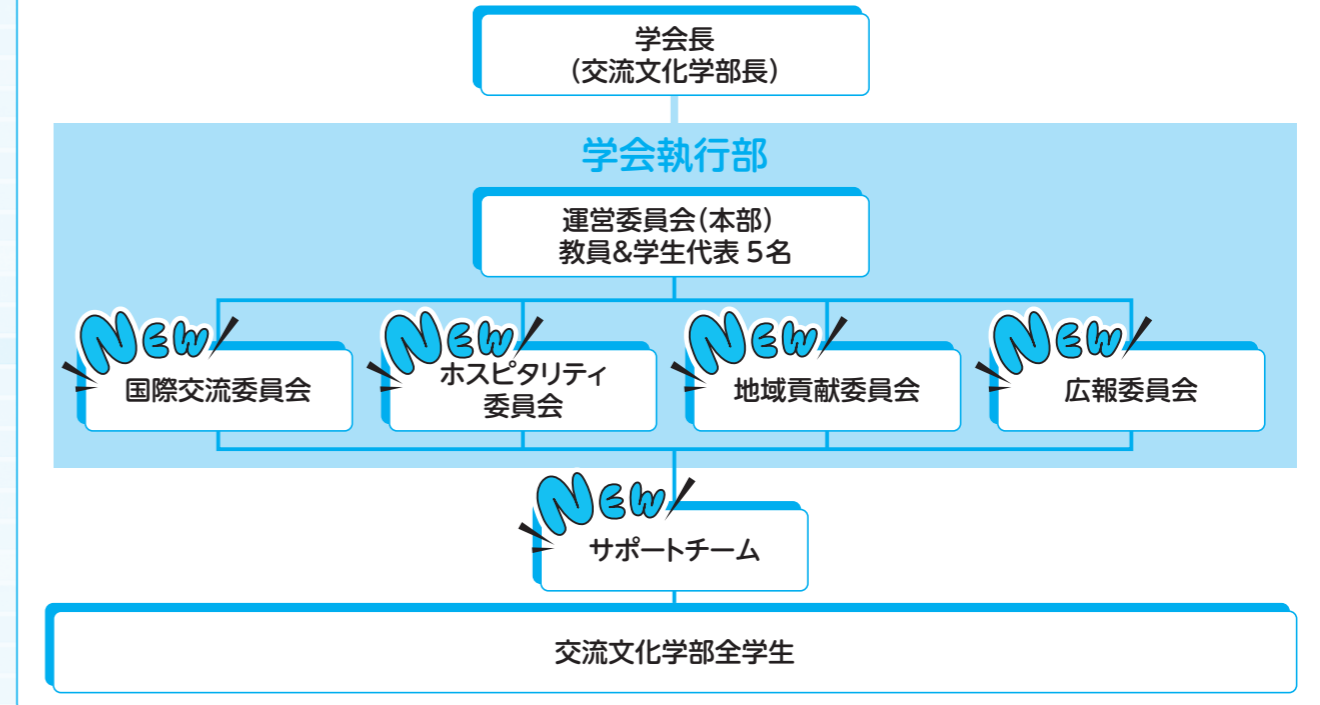 学会長
（交流文化学部長）
学会執行部
運営委員会（本部）
教員&学生代表 5名
NEW
国際交流委員会
NEW
ホスピタリティ
委員会
NEW
地域貢献委員会
NEW
広報委員会
NEW
サポートチーム
交流文化学部全学生